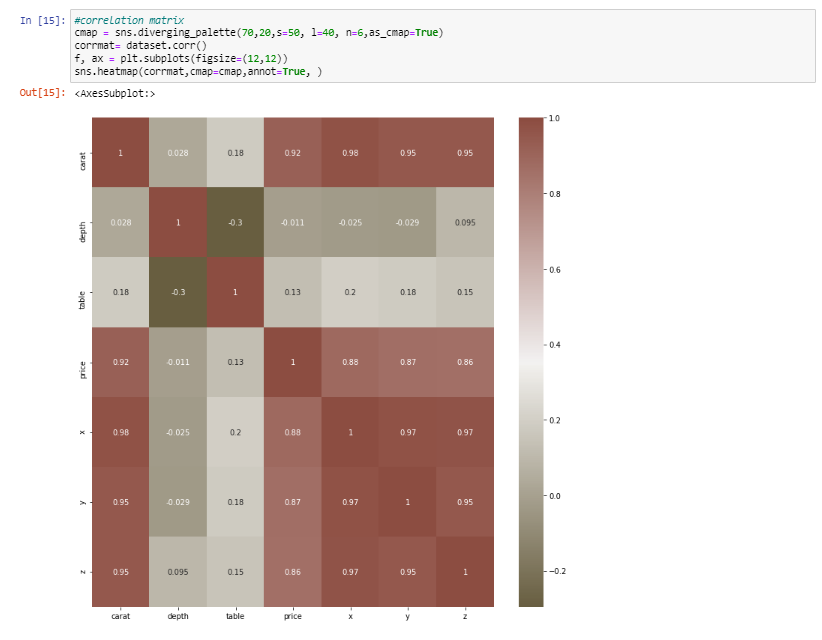 In [15]: #correlation matrix
cmap = sns.diverging_palette(70,20,s=50, l=40, n=6,as_cmap=True)
corrmat= dataset.corr()
f, ax = plt.subplots(figsize=(12,12))
sns.heatmap(corrmat,cmap=cmap,annot=True, )
Out[15]: <AxesSubplot:>
carat 1 0.028 0.18 0.92 0.98 0.95 0.95
depth 0.028 1 -0.3 -0.011 -0.025 -0.029 0.095
table 0.18 -0.3 1 0.13 0.2 0.18 0.15
price 0.92 -0.011 0.13 1 0.88 0.87 0.86
x 0.98 -0.025 0.2 0.88 1 0.97 0.97
y 0.95 -0.029 0.18 0.87 0.97 1 0.95
z 0.95 0.095 0.15 0.86 0.97 0.95 1
carat depth table price x y z
1.0
0.8
0.6
0.4
0.2
0.0
−0.2